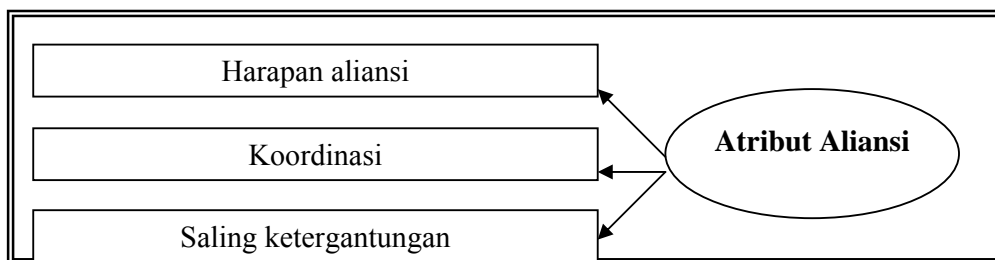 Harapan aliansi
Koordinasi
Atribut Aliansi
Saling ketergantungan